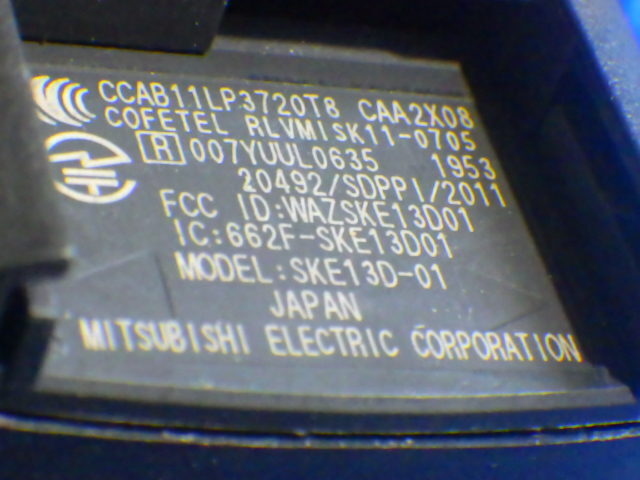 CCAB11LP3720T8 CAA2X08
COFETEL RLVMISK11-0705
R 007YUUL0635 1953
20492/SDPPI/2011
FCC ID:WAZSKE13D01
IC:662F-SKE13D01
MODEL:SKE13D-01
JAPAN
MITSUBISHI ELECTRIC CORPORATION